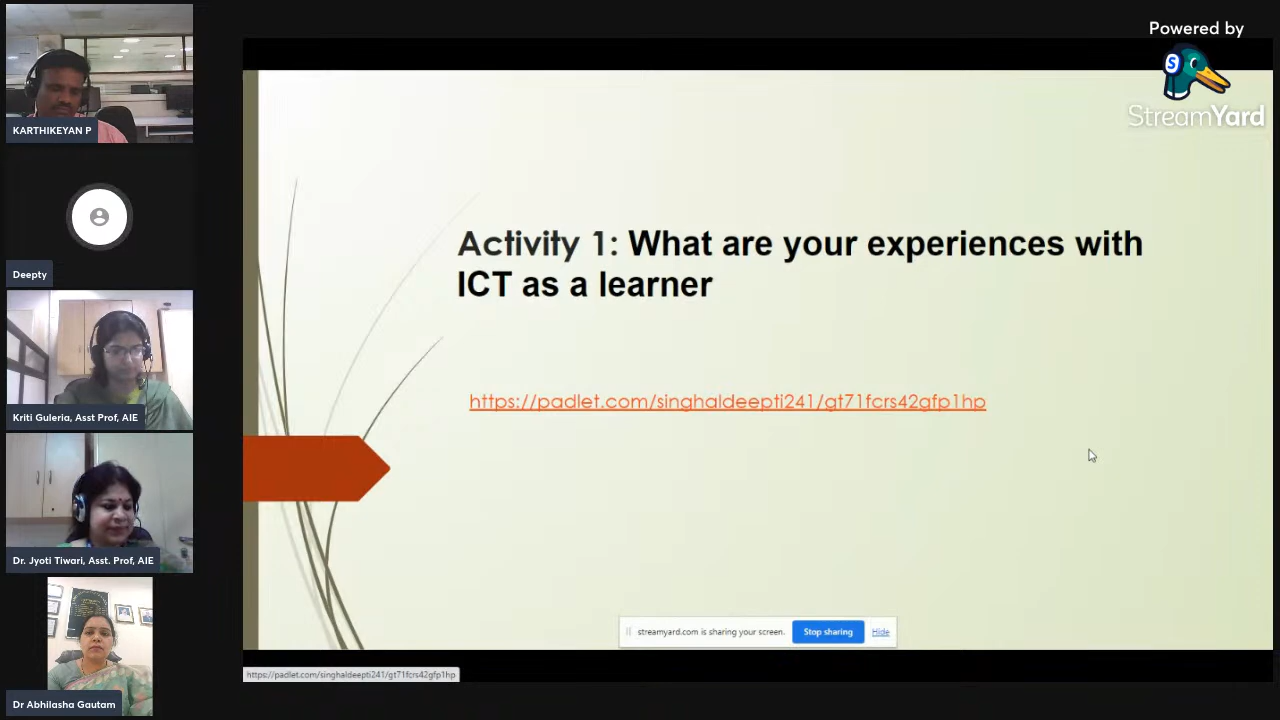 KARTHIKEYAN P
Deepty
Kriti Guleria, Asst Prof, AIE
Dr. Jyoti Tiwari, Asst. Prof, AIE
Dr Abhilasha Gautam
Powered by
S
StreamYard
Activity 1: What are your experiences with
ICT as a learner
https://padlet.com/singhaldeepti241/gt71fcrs42gfp1hp
streamyard.com is sharing your screen.
Stop sharing
Hide
https://padlet.com/singhaldeepti241/gt71fcrs42gfp1hp